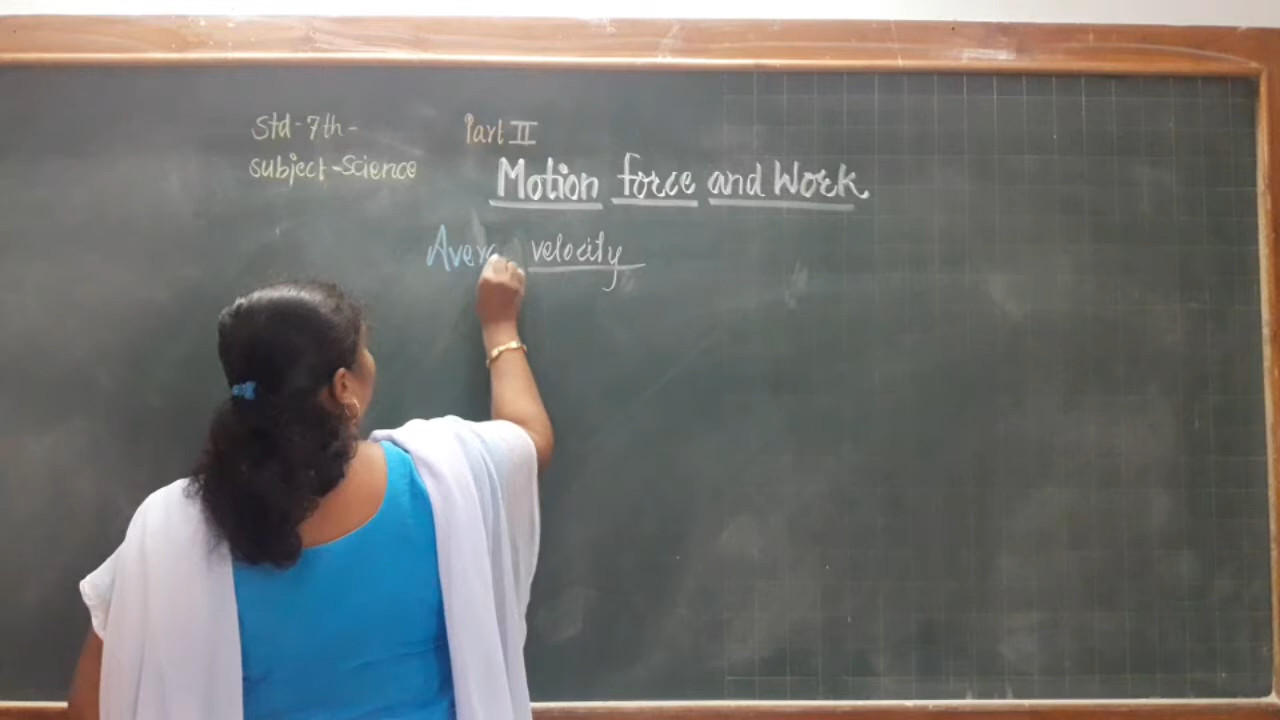 Std-7th-
Subject-Science
Part II
Motion force and Work
velocity